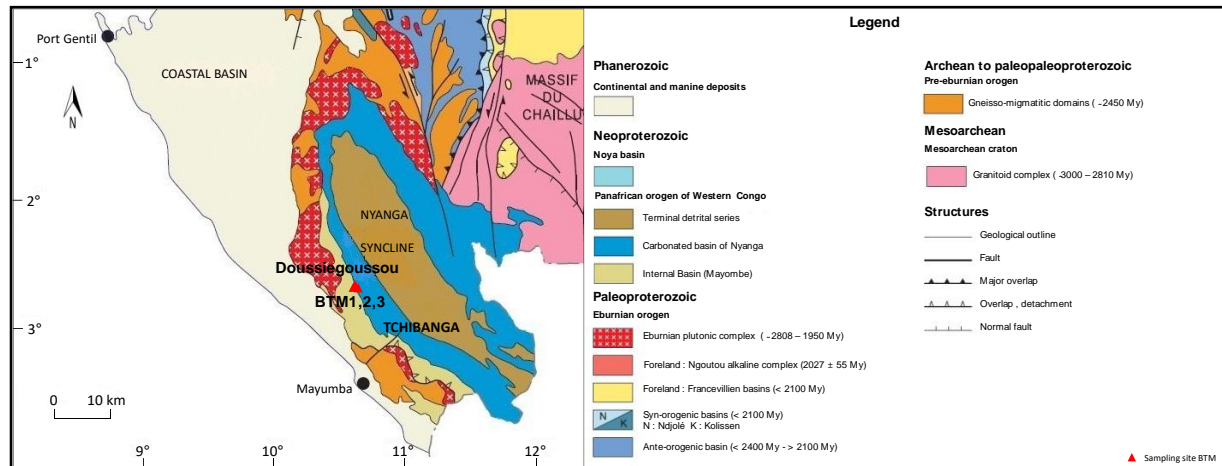 Port Gentil
1°
COASTAL BASIN
N
MASSIF
DU
CHAILLU
2°
NYANGA
SYNCLINE
Doussiegoussou
BTM1,2,3
3°
TCHIBANGA
Mayumba
0 10 km
9° 10° 11° 12°
Legend
Phanerozoic
Continental and manine deposits
Neoproterozoic
Noya basin
Panafrican orogen of Western Congo
Terminal detrital series
Carbonated basin of Nyanga
Internal Basin (Mayombe)
Paleoproterozoic
Eburnian orogen
Eburnian plutonic complex ( -2808 – 1950 My)
Foreland : Ngoutou alkaline complex (2027 ± 55 My)
Foreland : Francevillien basins (< 2100 My)
N K
Syn-orogenic basins (< 2100 My)
N : Ndjolé K : Kolissen
Ante-orogenic basin (< 2400 My - > 2100 My)
Archean to paleopaleoproterozoic
Pre-eburnian orogen
Gneisso-migmatitic domains ( -2450 My)
Mesoarchean
Mesoarchean craton
Granitoid complex ( -3000 – 2810 My)
Structures
Geological outline
Fault
Major overlap
Overlap , detachment
Normal fault
Sampling site BTM